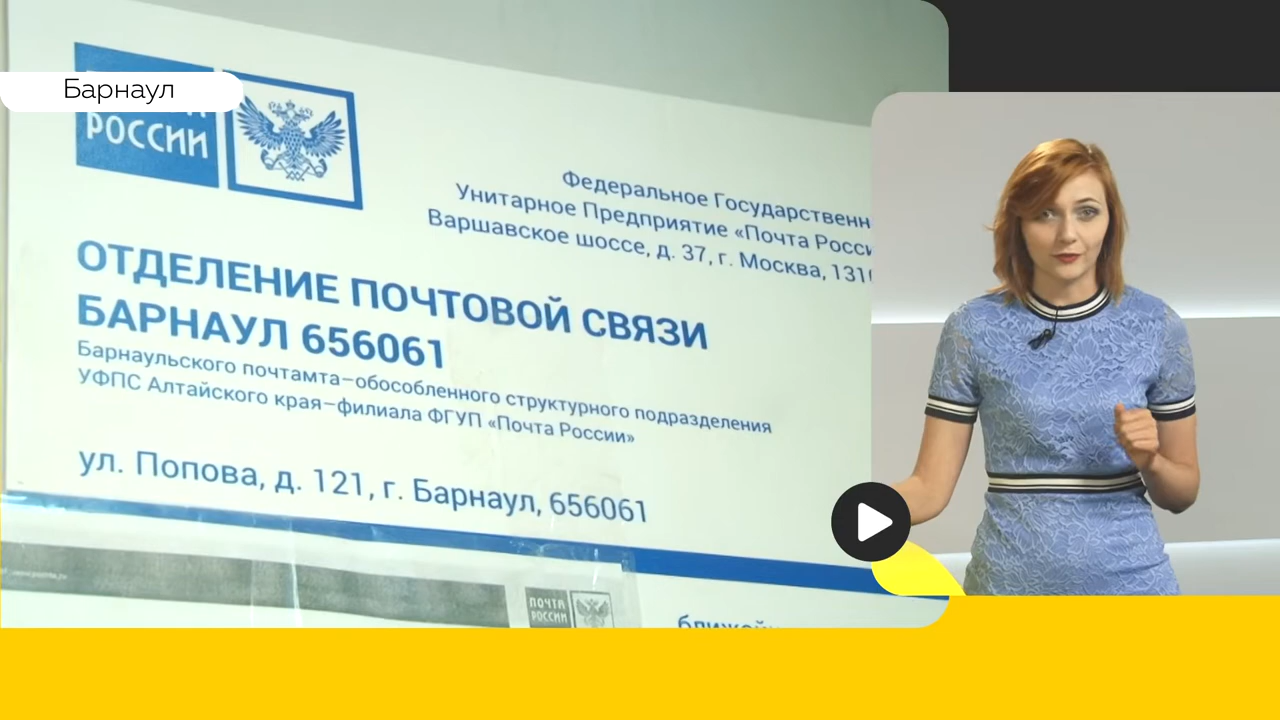 Барнаул
РОССИИ
Федеральное Государственн
Унитарное Предприятие «Почта Росси
Варшавское шоссе, д. 37, г. Москва, 131
ОТДЕЛЕНИЕ ПОЧТОВОЙ СВЯЗИ
БАРНАУЛ 656061
Барнаульского почтамта–обособленного структурного подразделения
УФПС Алтайского края–филиала ФГУП «Почта России»
ул. Попова, д. 121, г. Барнаул, 656061
ПОЧТА
РОССИИ